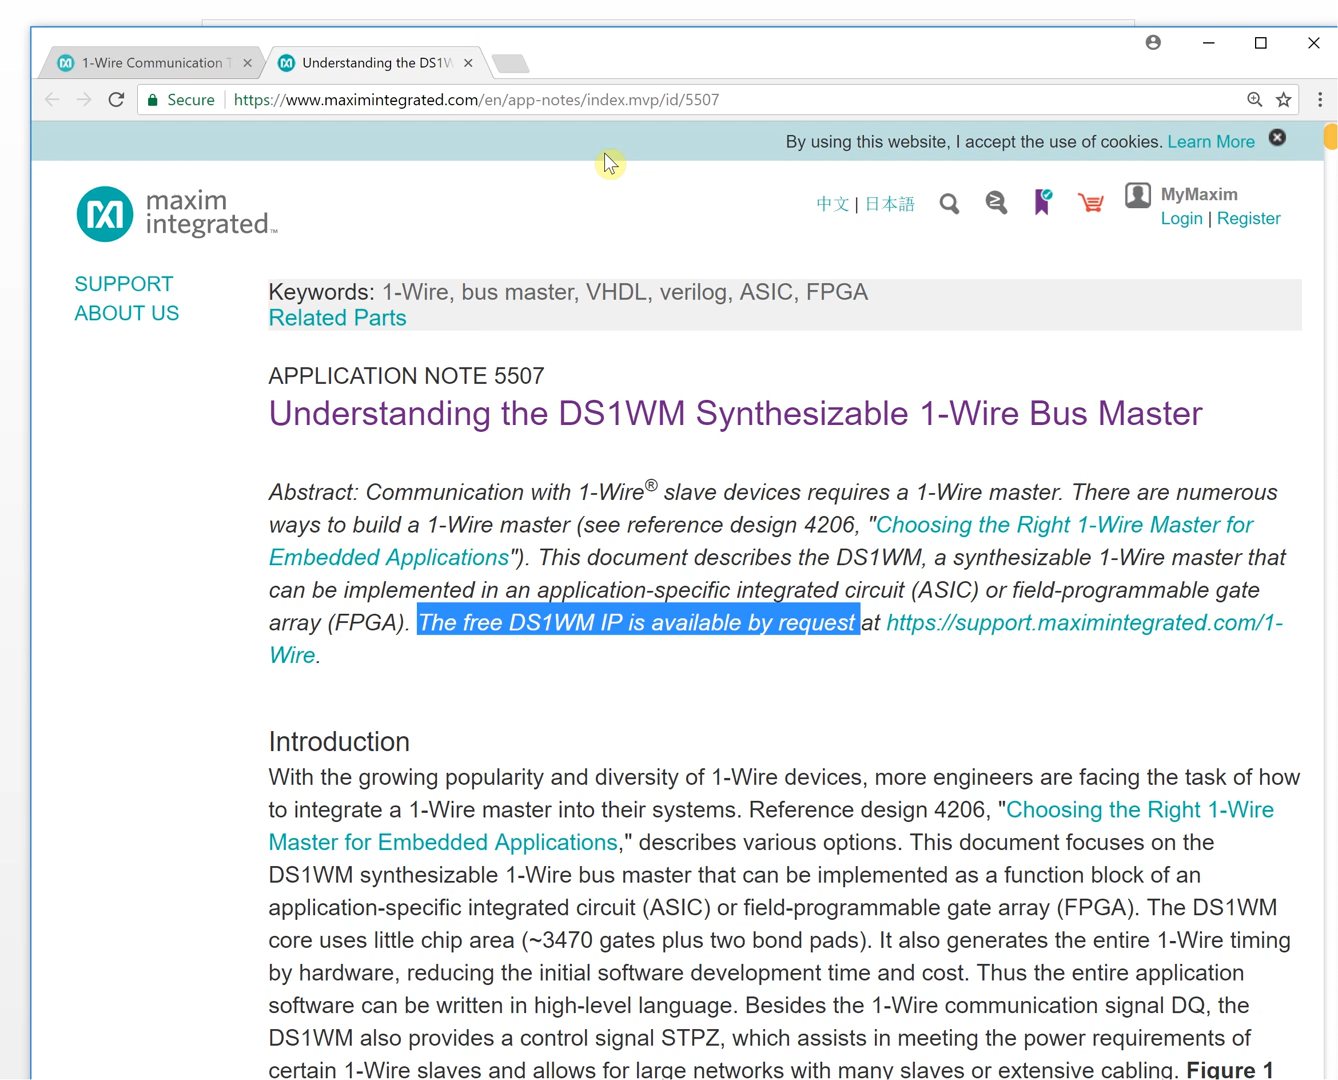 1-Wire Communication T
Understanding the DS1W
Secure
https://www.maximintegrated.com/en/app-notes/index.mvp/id/5507
By using this website, I accept the use of cookies. Learn More
maxim
integrated™
中文 | 日本語
MyMaxim
Login | Register
SUPPORT
ABOUT US
Keywords: 1-Wire, bus master, VHDL, verilog, ASIC, FPGA
Related Parts
APPLICATION NOTE 5507
Understanding the DS1WM Synthesizable 1-Wire Bus Master
Abstract: Communication with 1-Wire® slave devices requires a 1-Wire master. There are numerous
ways to build a 1-Wire master (see reference design 4206, "Choosing the Right 1-Wire Master for
Embedded Applications"). This document describes the DS1WM, a synthesizable 1-Wire master that
can be implemented in an application-specific integrated circuit (ASIC) or field-programmable gate
array (FPGA). The free DS1WM IP is available by request at https://support.maximintegrated.com/1-
Wire.
Introduction
With the growing popularity and diversity of 1-Wire devices, more engineers are facing the task of how
to integrate a 1-Wire master into their systems. Reference design 4206, "Choosing the Right 1-Wire
Master for Embedded Applications," describes various options. This document focuses on the
DS1WM synthesizable 1-Wire bus master that can be implemented as a function block of an
application-specific integrated circuit (ASIC) or field-programmable gate array (FPGA). The DS1WM
core uses little chip area (~3470 gates plus two bond pads). It also generates the entire 1-Wire timing
by hardware, reducing the initial software development time and cost. Thus the entire application
software can be written in high-level language. Besides the 1-Wire communication signal DQ, the
DS1WM also provides a control signal STPZ, which assists in meeting the power requirements of
certain 1-Wire slaves and allows for large networks with many slaves or extensive cabling. Figure 1